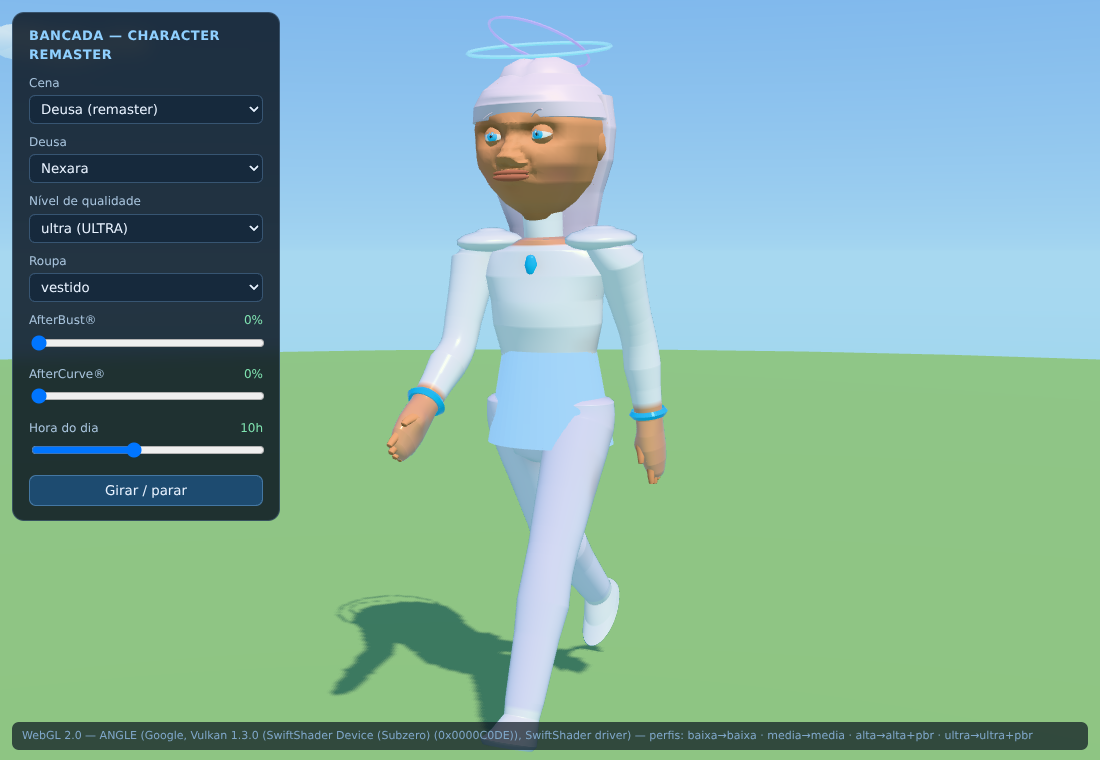 BANCADA — CHARACTER
REMASTER
Cena
Deusa (remaster)
Deusa
Nexara
Nível de qualidade
ultra (ULTRA)
Roupa
vestido
AfterBust® 0%
AfterCurve® 0%
Hora do dia 10h
Girar / parar
WebGL 2.0 — ANGLE (Google, Vulkan 1.3.0 (SwiftShader Device (Subzero) (0x0000C0DE)), SwiftShader driver) — perfis: baixa→baixa · media→media · alta→alta+pbr · ultra→ultra+pbr